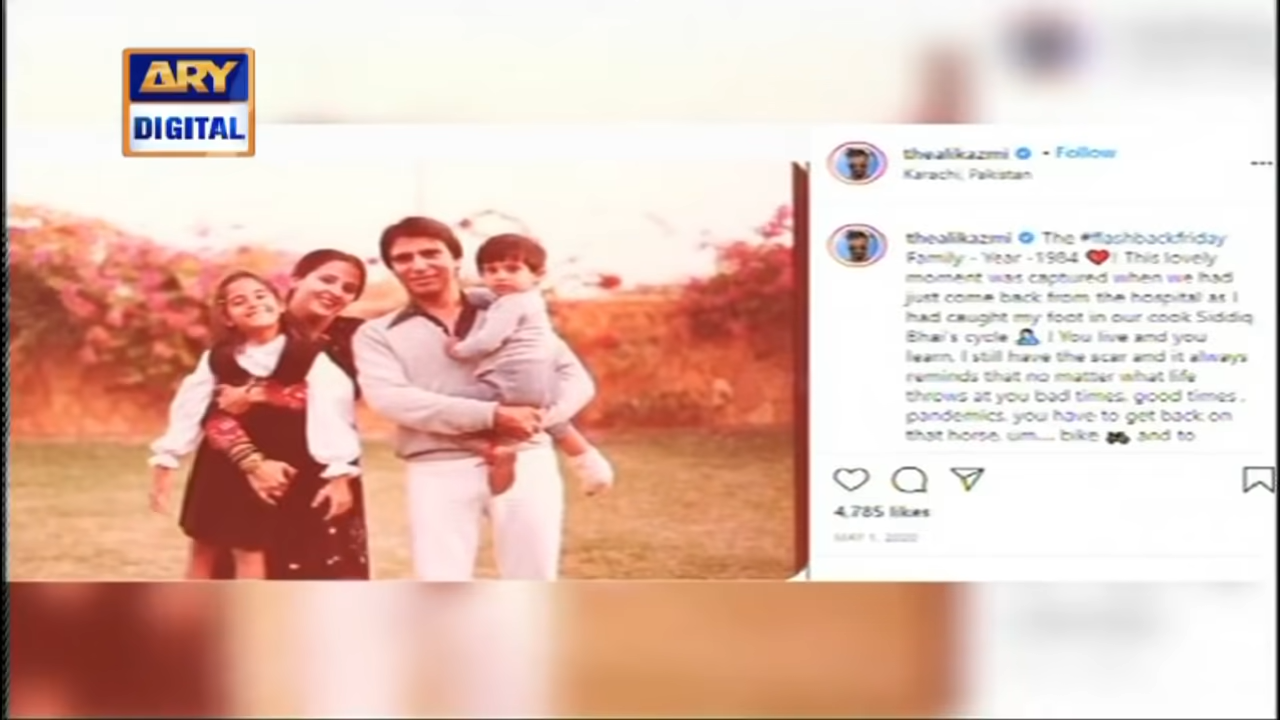 ARY
DIGITAL
thealikazmi • Follow
Karachi, Pakistan
thealikazmi The #flashbackfriday
Family - Year -1984 ❤️! This lovely
moment was captured when we had
just come back from the hospital as I
had caught my foot in our cook Siddiq
Bhai's cycle ! You live and you
learn. I still have the scar and it always
reminds that no matter what life
throws at you bad times, good times ,
pandemics, you have to get back on
that horse, um... bike and to
4,785 likes
MAY 1, 2020